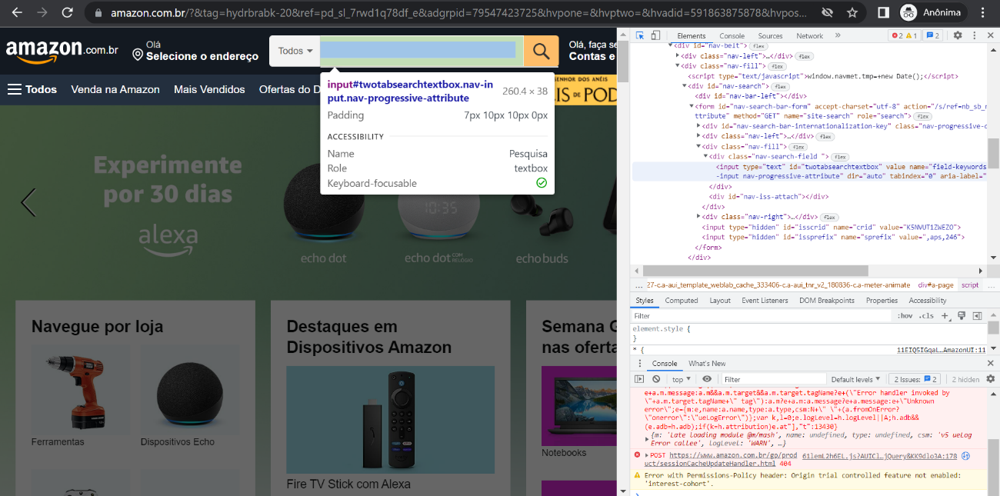 amazon.com.br/?&tag=hydrbrabk-20&ref=pd_sl_7rwd1q78df_e&adgrpid=79547423725&hvpone=&hvptwo=&hvadid=591863875878&hvpos...
Anônima
amazon.com.br
Olá
Selecione o endereço
Todos
Olá, faça se
Contas e
Todos
Venda na Amazon
Mais Vendidos
Ofertas do D
ENHOR DOS ANÉIS
IS DE POD
input#twotabsearchtextbox.nav-in
put.nav-progressive-attribute
260.4 × 38
Padding
7px 10px 10px 0px
ACCESSIBILITY
Name
Pesquisa
Role
textbox
Keyboard-focusable
Experimente
por 30 dias
alexa
echo dot
10:35
echo dot COM RELÓGIO
echo buds
Navegue por loja
Ferramentas
Dispositivos Echo
Destaques em
Dispositivos Amazon
Fire TV Stick com Alexa
Semana G
nas oferta
Notebooks
Elements
Console
Sources
Network
»
2
1
2
<div id="nav-belt"> flex
<div class="nav-left">…</div> flex
<div class="nav-fill"> flex
<script type="text/javascript">window.navmet.tmp=+new Date();</script>
<div id="nav-search"> flex
<div id="nav-bar-left"></div>
<form id="nav-search-bar-form" accept-charset="utf-8" action="/s/ref=nb_sb_n
ttribute" method="GET" name="site-search" role="search"> flex
<div id="nav-search-bar-internationalization-key" class="nav-progressive-
<div class="nav-left">…</div> flex
<div class="nav-fill"> flex
<div class="nav-search-field "> flex
<input type="text" id="twotabsearchtextbox" value name="field-keywords
-input nav-progressive-attribute" dir="auto" tabindex="0" aria-label="
</div>
<div id="nav-iss-attach"></div>
</div>
<div class="nav-right">…</div> flex
<input type="hidden" id="isscrid" name="crid" value="K5NVUT1ZWEZO">
<input type="hidden" id="issprefix" name="sprefix" value=",aps,246">
</form>
</div>
...
27-c.a-aui_template_weblab_cache_333406-c.a-aui_tnr_v2_180836-c.a-meter-animate
div#a-page
script
...
Styles
Computed
Layout
Event Listeners
DOM Breakpoints
Properties
Accessibility
Filter
:hov
.cls
+
element.style {
}
* {
11EIQ5IGqaL…AmazonUI:11
Console
What's New
top
Filter
Default levels
2 Issues: 2
2 hidden
e+a.m.message:a.m&&a.m.target&&a.m.target.tagName?e+(\"Error handler invoked by
\"+a.m.target.tagName+\" tag\"):a.m?e+a.m:a.message?e+a.message:e+\"Unknown
error\";e={m:e,name:a.name,type:a.type,csm:N+\" \"+(a.fromOnError?
\"onerror\":\"ueLogError\")};var k,l=0;e.logLevel=h.logLevel||A;h.adb&&
(e.adb=h.adb);if(k=h.attribution)e.at"],"t":13430}
{m: 'Late loading module @m/mash', name: undefined, type: undefined, csm: 'v5 ueLog
Error callee', logLevel: 'WARN', …}
POST https://www.amazon.com.br/gp/prod
61lemL2h6EL.js?AUICl…jQuery&KK9dlo3A:178
uct/sessionCacheUpdateHandler.html 404
Error with Permissions-Policy header: Origin trial controlled feature not enabled:
'interest-cohort'.